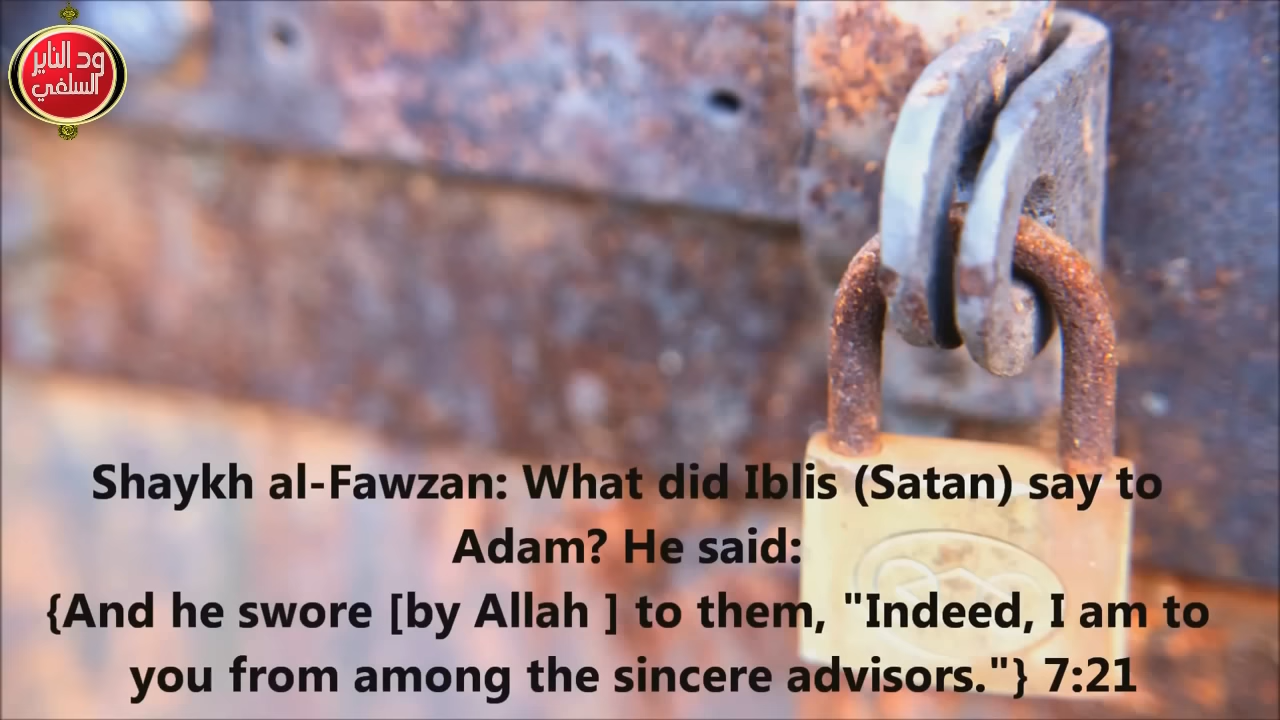 ود الناير
السلفي
Shaykh al-Fawzan: What did Iblis (Satan) say to
Adam? He said:
{And he swore [by Allah ] to them, "Indeed, I am to
you from among the sincere advisors."} 7:21